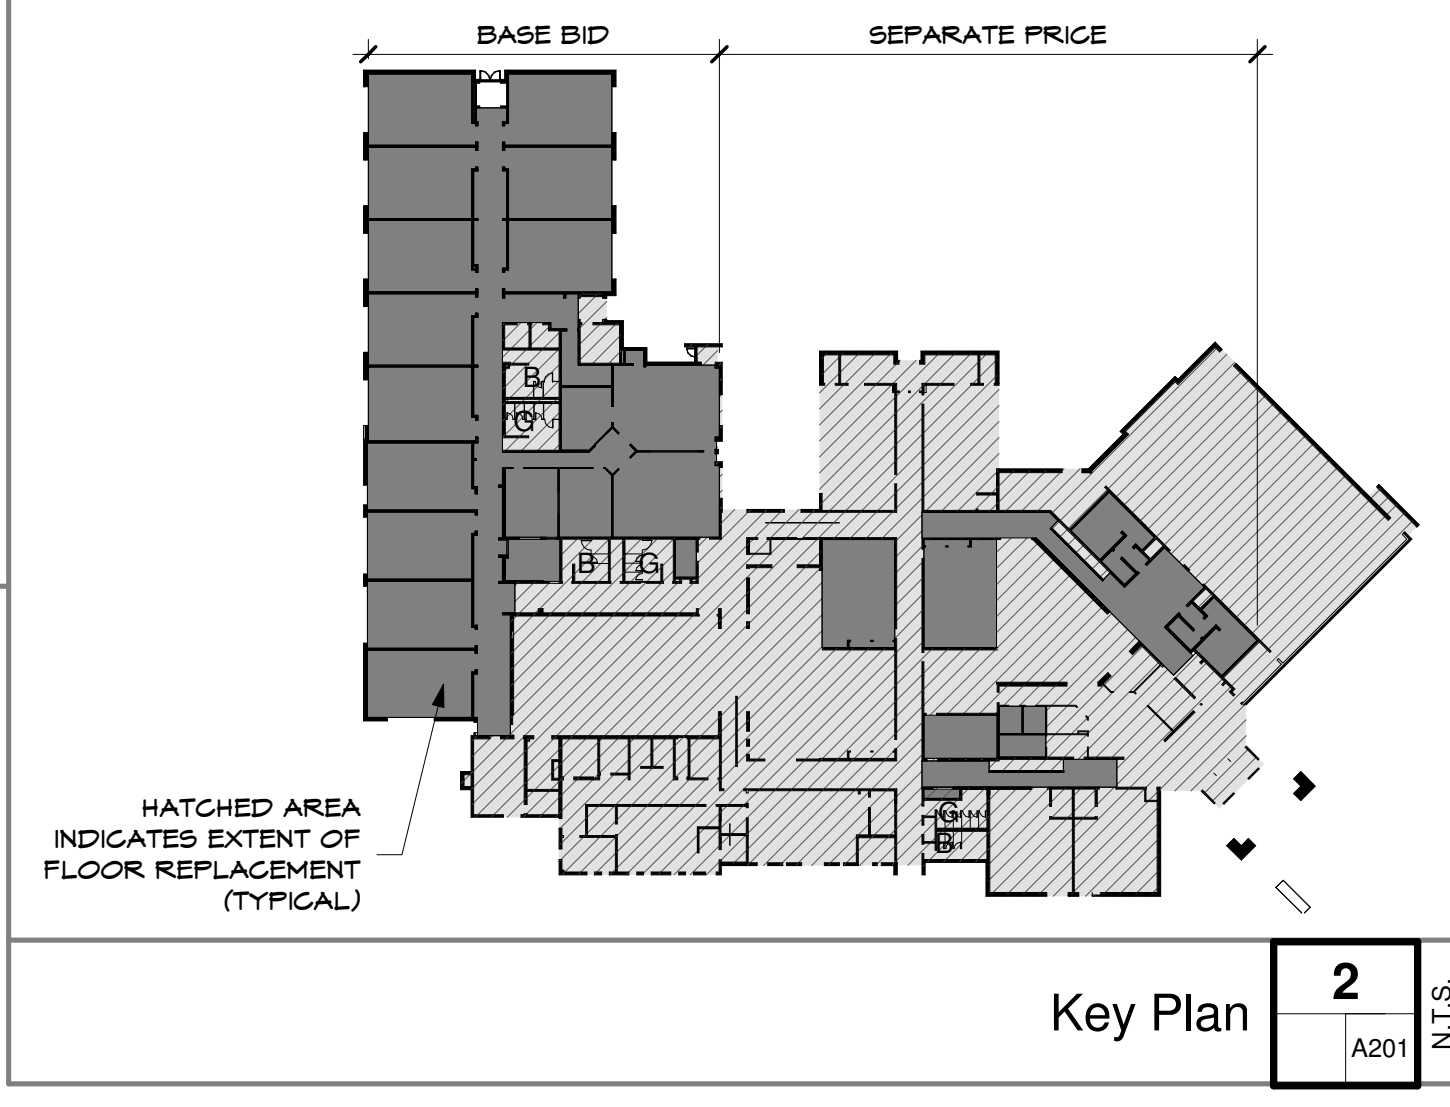 BASE BID
SEPARATE PRICE
B
G
B
G
G
B
HATCHED AREA
INDICATES EXTENT OF
FLOOR REPLACEMENT
(TYPICAL)
Key Plan
2
A201
N.T.S.